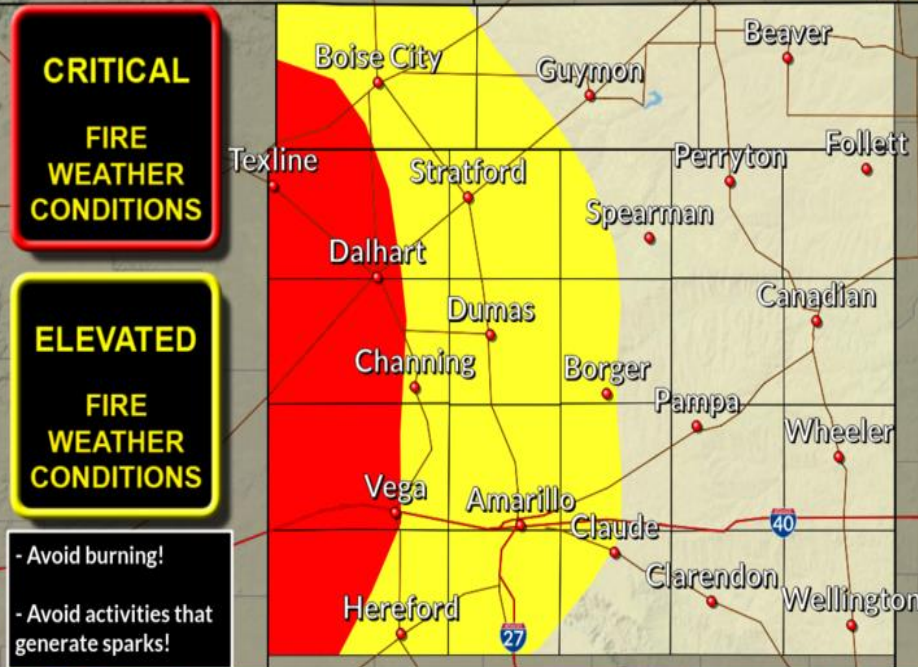 CRITICAL
FIRE
WEATHER
CONDITIONS
ELEVATED
FIRE
WEATHER
CONDITIONS
- Avoid burning!
- Avoid activities that
generate sparks!
Beaver
Boise City
Guymon
Follett
Texline
Perryton
Stratford
Spearman
Dalhart
Canadian
Dumas
Channing
Borger
Pampa
Wheeler
Vega
Amarillo
40
Claude
Clarendon
Wellington
Hereford
27